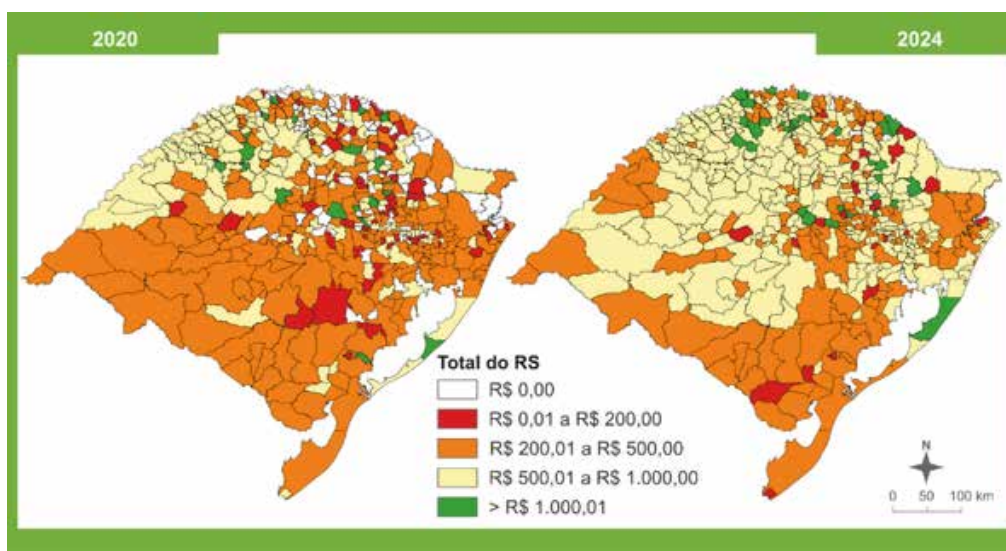 2020
2024
Total do RS
R$ 0,00
R$ 0,01 a R$ 200,00
R$ 200,01 a R$ 500,00
R$ 500,01 a R$ 1.000,00
> R$ 1.000,01
N
0 50 100 km